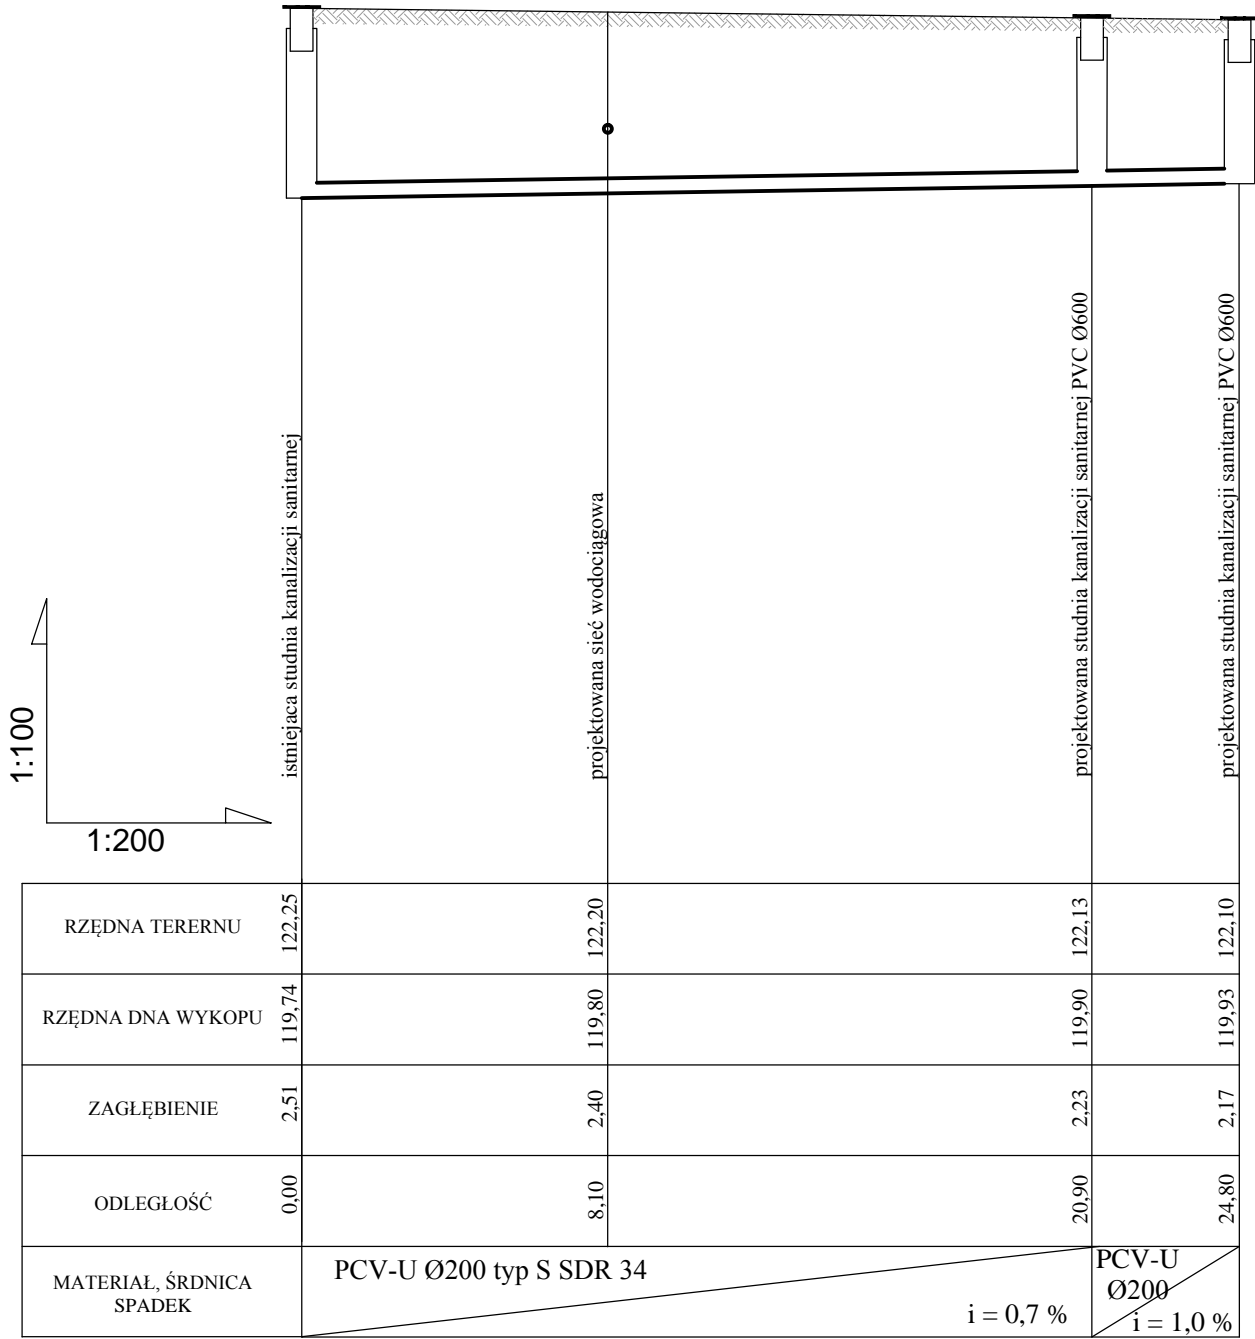 istniejaca studnia kanalizacji sanitarnej
projektowana sieć wodociągowa
projektowana studnia kanalizacji sanitarnej PVC Ø600
projektowana studnia kanalizacji sanitarnej PVC Ø600
1:100
1:200
RZĘDNA TERERNU 122,25 122,20 122,13 122,10
RZĘDNA DNA WYKOPU 119,74 119,80 119,90 119,93
ZAGŁĘBIENIE 2,51 2,40 2,23 2,17
ODLEGŁOŚĆ 0,00 8,10 20,90 24,80
MATERIAŁ, ŚRDNICA
SPADEK
PCV-U Ø200 typ S SDR 34
i = 0,7 %
PCV-U
Ø200
i = 1,0 %